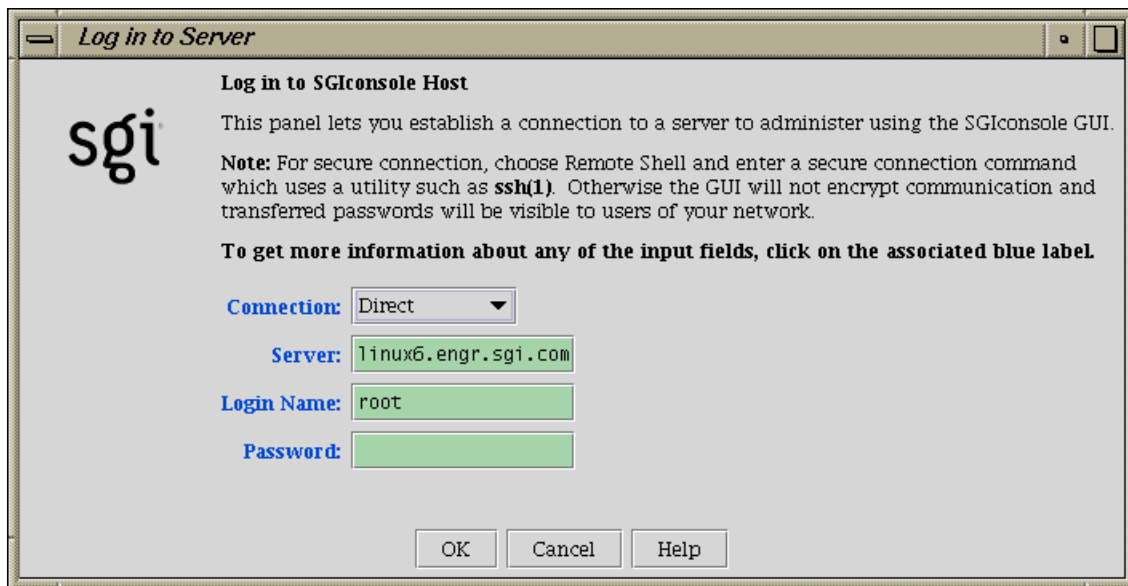 Log in to Server
sgi
Log in to SGIconsole Host
This panel lets you establish a connection to a server to administer using the SGIconsole GUI.
Note: For secure connection, choose Remote Shell and enter a secure connection command
which uses a utility such as ssh(1). Otherwise the GUI will not encrypt communication and
transferred passwords will be visible to users of your network.
To get more information about any of the input fields, click on the associated blue label.
Connection: Direct
Server: linux6.engr.sgi.com
Login Name: root
Password:
OK Cancel Help